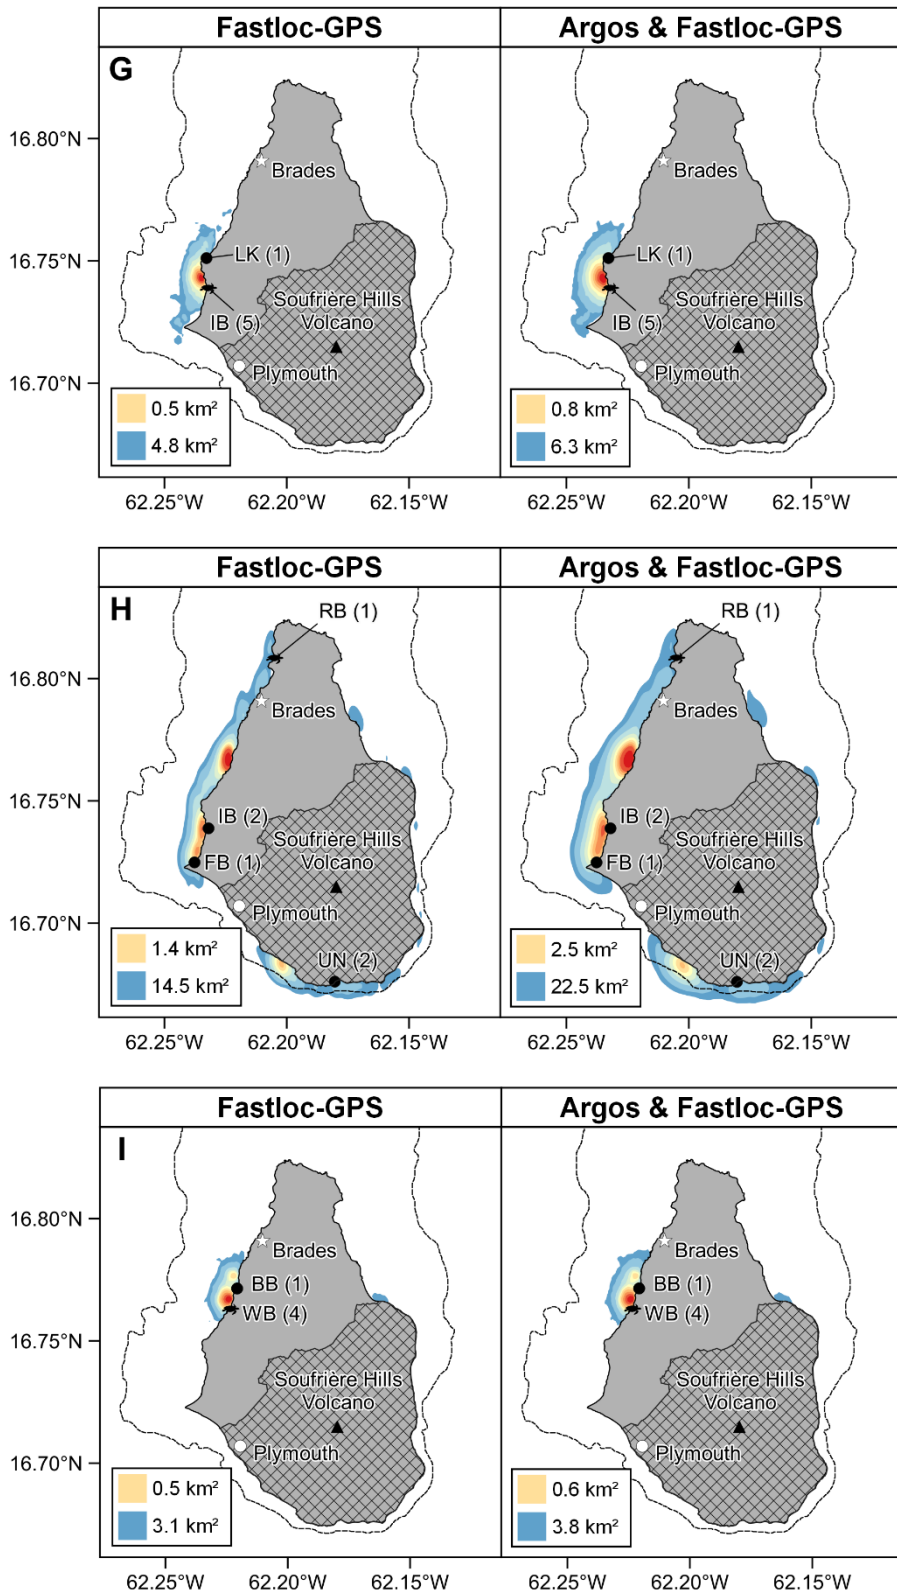 Fastloc-GPS
Argos & Fastloc-GPS
G
16.80°N
16.75°N
16.70°N
Brades
LK (1)
IB (5)
Soufrière Hills
Volcano
Plymouth
0.5 km²
4.8 km²
62.25°W
62.20°W
62.15°W
Brades
LK (1)
IB (5)
Soufrière Hills
Volcano
Plymouth
0.8 km²
6.3 km²
62.25°W
62.20°W
62.15°W
Fastloc-GPS
Argos & Fastloc-GPS
H
16.80°N
16.75°N
16.70°N
RB (1)
Brades
IB (2)
FB (1)
Soufrière Hills
Volcano
Plymouth
UN (2)
1.4 km²
14.5 km²
62.25°W
62.20°W
62.15°W
RB (1)
Brades
IB (2)
FB (1)
Soufrière Hills
Volcano
Plymouth
UN (2)
2.5 km²
22.5 km²
62.25°W
62.20°W
62.15°W
Fastloc-GPS
Argos & Fastloc-GPS
I
16.80°N
16.75°N
16.70°N
Brades
BB (1)
WB (4)
Soufrière Hills
Volcano
Plymouth
0.5 km²
3.1 km²
62.25°W
62.20°W
62.15°W
Brades
BB (1)
WB (4)
Soufrière Hills
Volcano
Plymouth
0.6 km²
3.8 km²
62.25°W
62.20°W
62.15°W